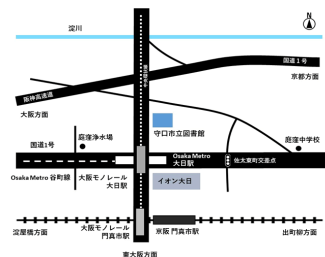 淀川
N
国道1号
京都方面
阪神高速道
大阪方面
守口市立図書館
国道1号
庭窪浄水場
庭窪中学校
Osaka Metro
大日駅
佐太東町交差点
Osaka Metro 谷町線
大阪モノレール
大日駅
イオン大日
大阪モノレール
門真市駅
京阪 門真市駅
淀屋橋方面
出町柳方面
東大阪方面